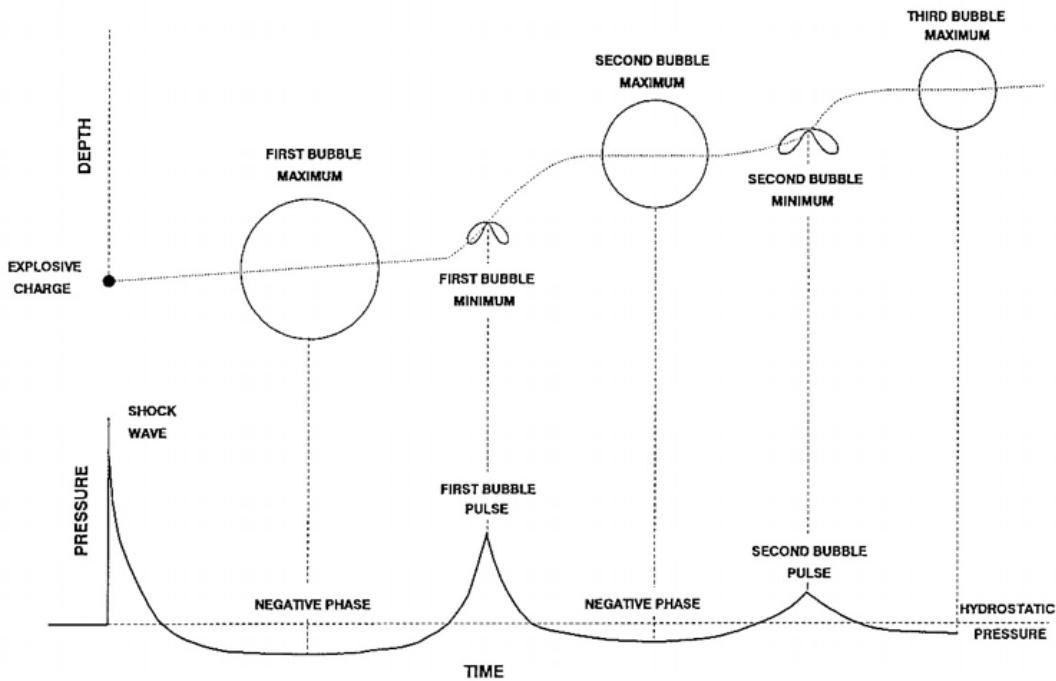 THIRD BUBBLE
MAXIMUM
SECOND BUBBLE
MAXIMUM
DEPTH
FIRST BUBBLE
MAXIMUM
SECOND BUBBLE
MINIMUM
EXPLOSIVE
CHARGE
FIRST BUBBLE
MINIMUM
SHOCK
WAVE
PRESSURE
FIRST BUBBLE
PULSE
SECOND BUBBLE
PULSE
NEGATIVE PHASE
NEGATIVE PHASE
HYDROSTATIC
PRESSURE
TIME